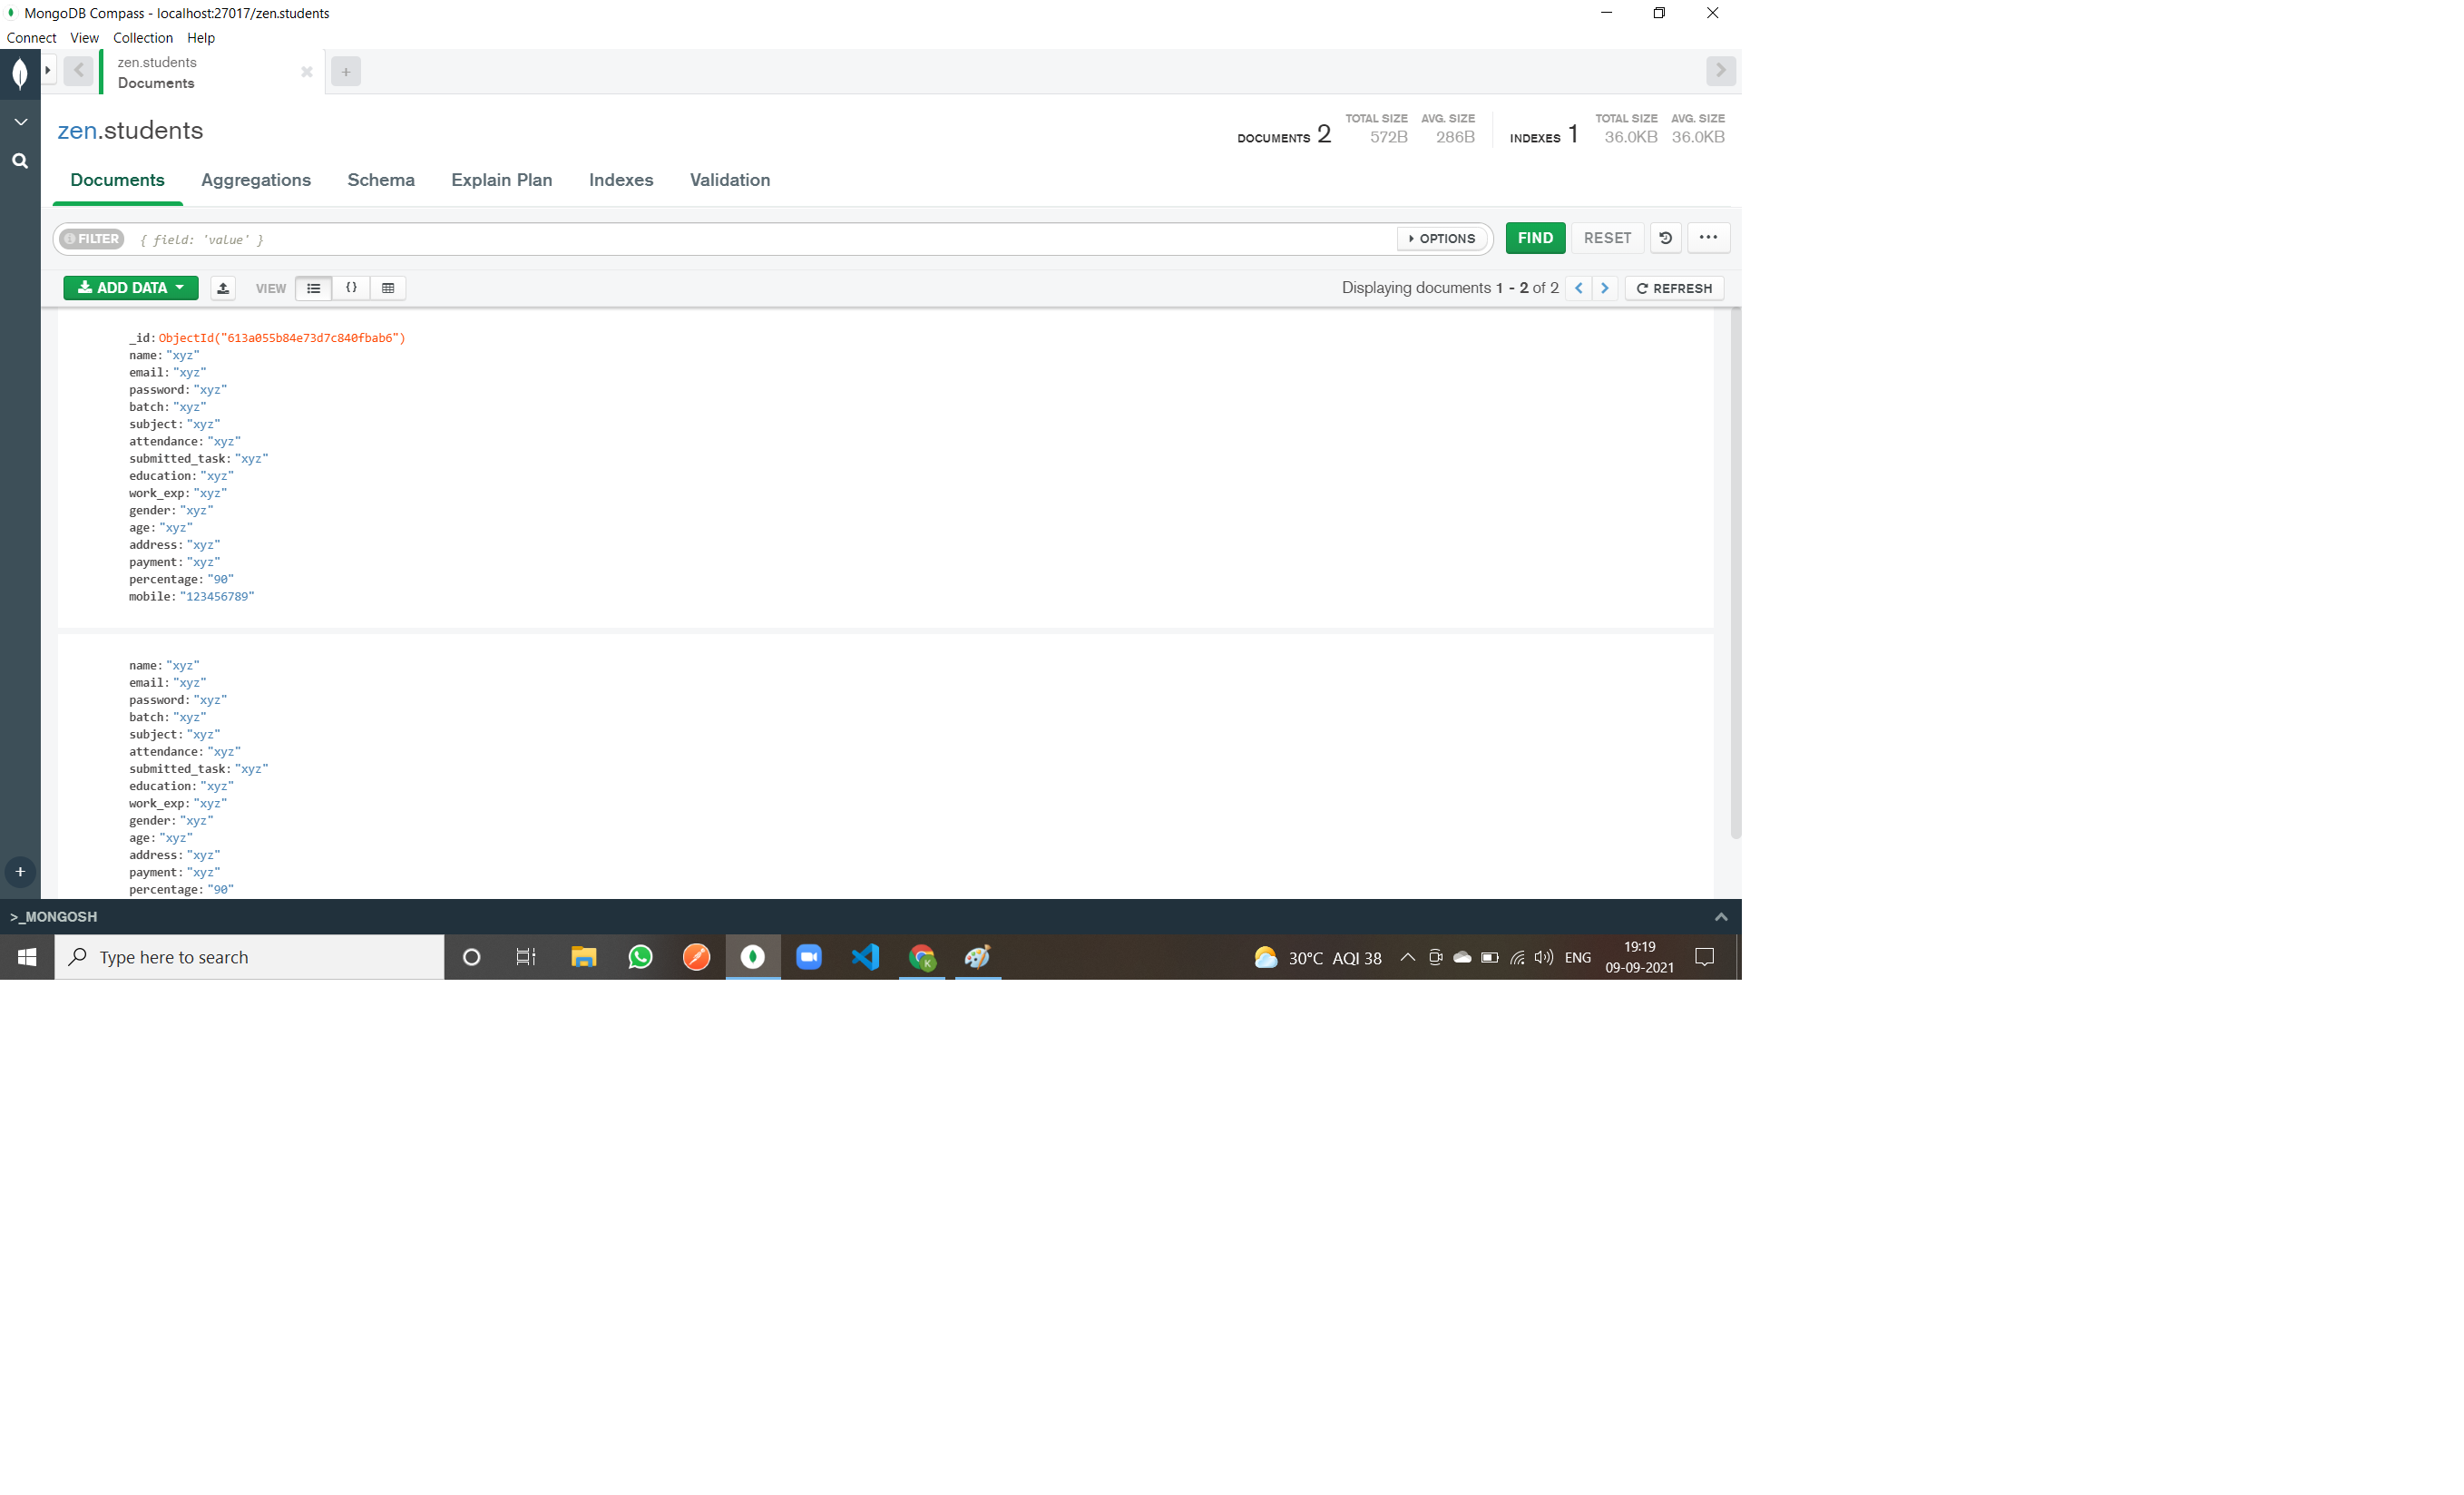 MongoDB Compass - localhost:27017/zen.students
Connect View Collection Help
zen.students
Documents
zen.students
DOCUMENTS 2 TOTAL SIZE 572B AVG. SIZE 286B INDEXES 1 TOTAL SIZE 36.0KB AVG. SIZE 36.0KB
Documents Aggregations Schema Explain Plan Indexes Validation
FILTER { field: 'value' } OPTIONS FIND RESET
ADD DATA VIEW {} Displaying documents 1 - 2 of 2 REFRESH
_id: ObjectId("613a055b84e73d7c840fbab6")
name: "xyz"
email: "xyz"
password: "xyz"
batch: "xyz"
subject: "xyz"
attendance: "xyz"
submitted_task: "xyz"
education: "xyz"
work_exp: "xyz"
gender: "xyz"
age: "xyz"
address: "xyz"
payment: "xyz"
percentage: "90"
mobile: "123456789"
name: "xyz"
email: "xyz"
password: "xyz"
batch: "xyz"
subject: "xyz"
attendance: "xyz"
submitted_task: "xyz"
education: "xyz"
work_exp: "xyz"
gender: "xyz"
age: "xyz"
address: "xyz"
payment: "xyz"
percentage: "90"
>_MONGOSH
Type here to search
K
30°C AQI 38
ENG
19:19
09-09-2021